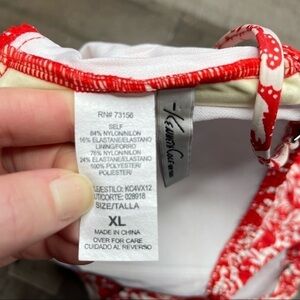 RN# 73156
SELF
84% NYLON/NILON
16% ELASTANE/ELASTANO
LINING/FORRO
76% NYLON/NILON
24% ELASTANE/ELASTANO
100% POLYESTER/
POLIESTER/
ESTILO: KC4VX12
CORTE: 028918
SIZE/TALLA
XL
MADE IN CHINA
OVER FOR CARE
CUIDADO AL REVERSO